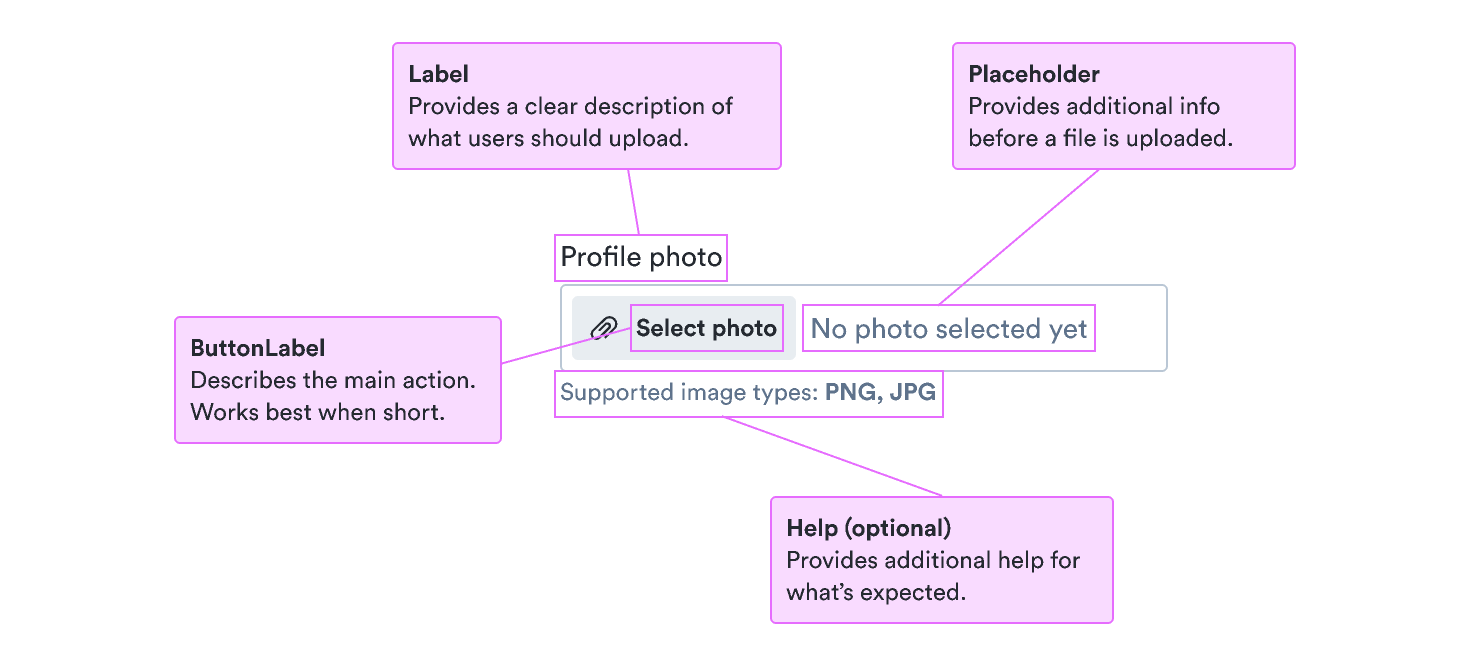 Label
Provides a clear description of
what users should upload.
Placeholder
Provides additional info
before a file is uploaded.
Profile photo
Select photo
No photo selected yet
ButtonLabel
Describes the main action.
Works best when short.
Supported image types: PNG, JPG
Help (optional)
Provides additional help for
what’s expected.